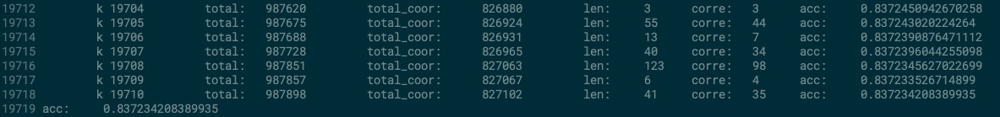 19712 k 19704 total: 987620 total_coor: 826880 len: 3 corre: 3 acc: 0.8372450942670258
19713 k 19705 total: 987675 total_coor: 826924 len: 55 corre: 44 acc: 0.837243020224264
19714 k 19706 total: 987688 total_coor: 826931 len: 13 corre: 7 acc: 0.8372390876471112
19715 k 19707 total: 987728 total_coor: 826965 len: 40 corre: 34 acc: 0.8372396044255098
19716 k 19708 total: 987851 total_coor: 827063 len: 123 corre: 98 acc: 0.8372345627022699
19717 k 19709 total: 987857 total_coor: 827067 len: 6 corre: 4 acc: 0.837233526714899
19718 k 19710 total: 987898 total_coor: 827102 len: 41 corre: 35 acc: 0.837234208389935
19719 acc: 0.837234208389935